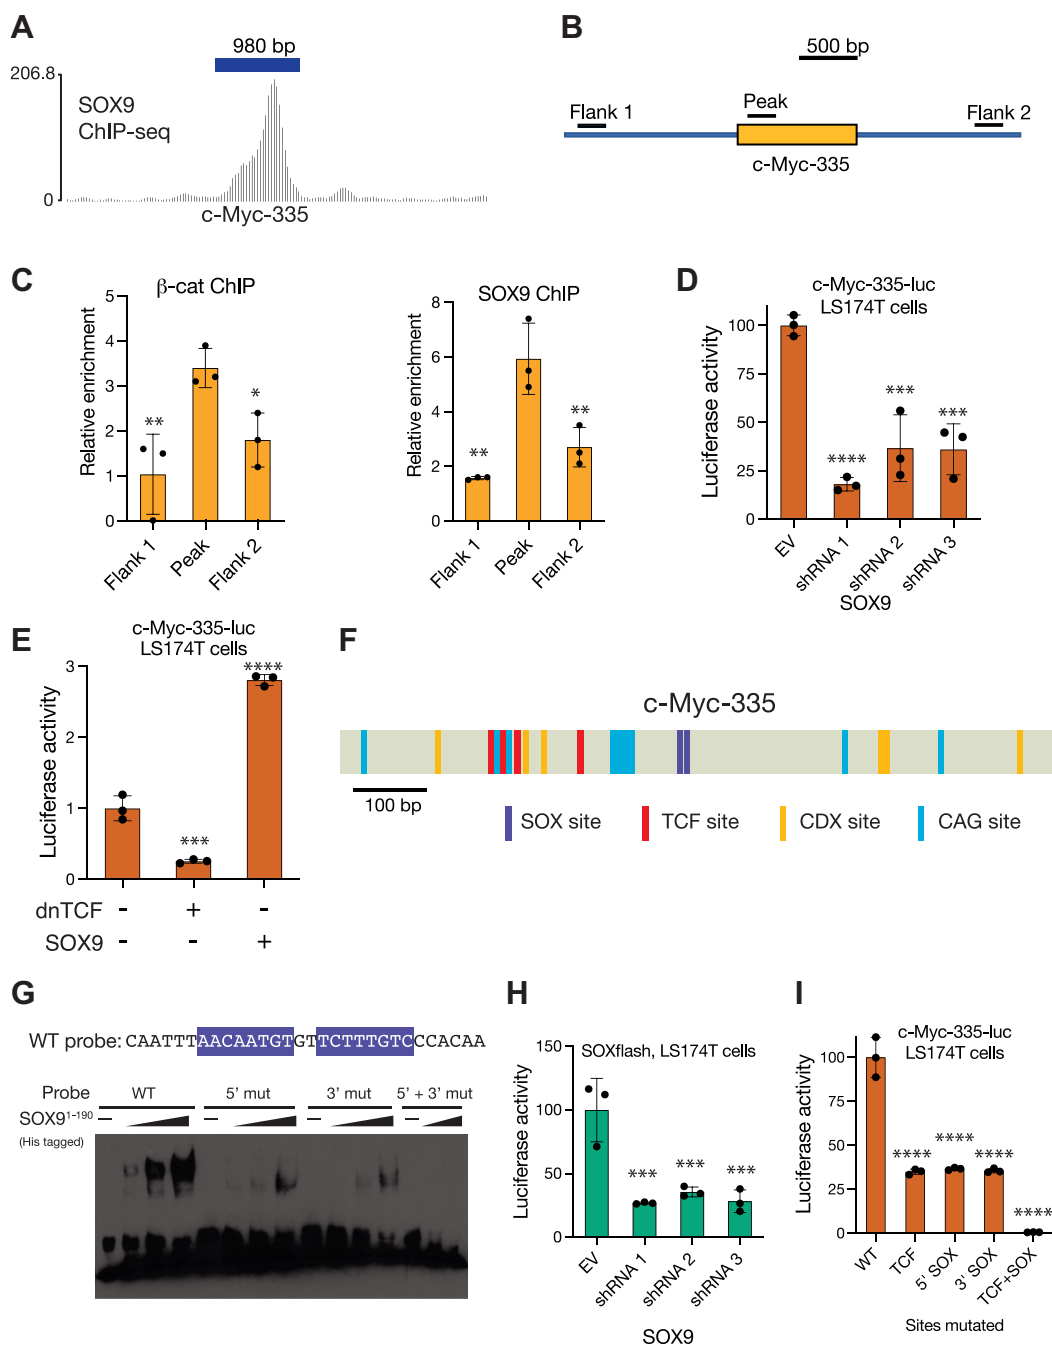 A
980 bp
206.8
SOX9
ChIP-seq
0
c-Myc-335
B
500 bp
Flank 1
Peak
Flank 2
c-Myc-335
C
β-cat ChIP
Relative enrichment
5
4
3
2
1
0
**
*
Flank 1
Peak
Flank 2
SOX9 ChIP
Relative enrichment
8
6
4
2
0
**
**
Flank 1
Peak
Flank 2
D
c-Myc-335-luc
LS174T cells
Luciferase activity
100
75
50
25
0
****
***
***
EV
shRNA 1
shRNA 2
shRNA 3
SOX9
E
c-Myc-335-luc
LS174T cells
Luciferase activity
3
2
1
0
***
****
dnTCF - + -
SOX9 - - +
F
c-Myc-335
100 bp
SOX site
TCF site
CDX site
CAG site
G
WT probe: CAATTTAACAATGTGTTCTTTGTCCCACAA
Probe WT 5' mut 3' mut 5' + 3' mut
SOX9¹⁻¹⁹⁰
(His tagged)
H
SOXflash, LS174T cells
Luciferase activity
150
100
50
0
***
***
***
EV
shRNA 1
shRNA 2
shRNA 3
SOX9
I
c-Myc-335-luc
LS174T cells
Luciferase activity
100
75
50
25
0
****
****
****
****
WT
TCF
5' SOX
3' SOX
TCF+SOX
Sites mutated